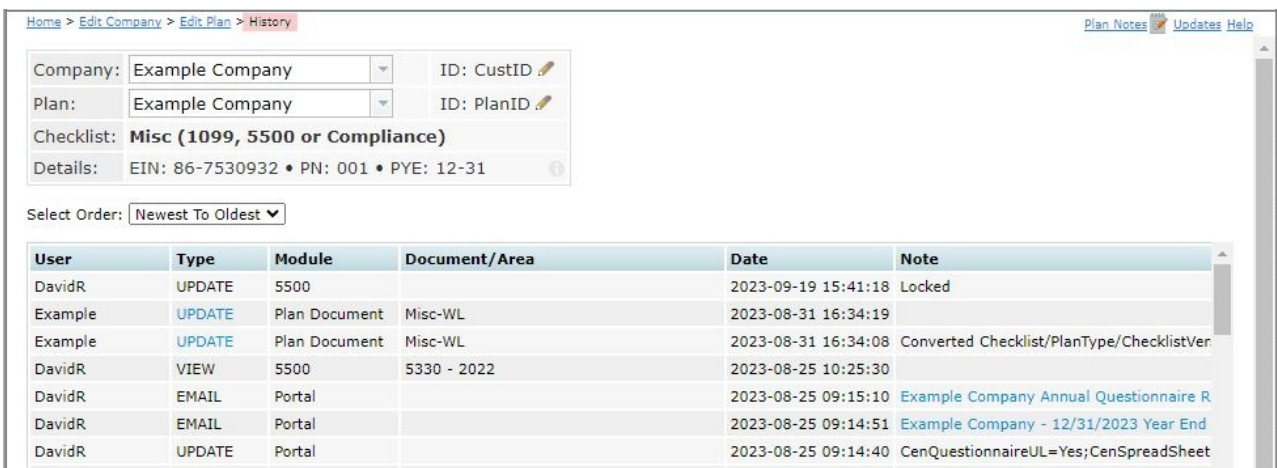 Home > Edit Company > Edit Plan > History Plan Notes Updates Help
Company: Example Company ID: CustID
Plan: Example Company ID: PlanID
Checklist: Misc (1099, 5500 or Compliance)
Details: EIN: 86-7530932 • PN: 001 • PYE: 12-31
Select Order: Newest To Oldest
User Type Module Document/Area Date Note
DavidR UPDATE 5500 2023-09-19 15:41:18 Locked
Example UPDATE Plan Document Misc-WL 2023-08-31 16:34:19
Example UPDATE Plan Document Misc-WL 2023-08-31 16:34:08 Converted Checklist/PlanType/ChecklistVer
DavidR VIEW 5500 5330 - 2022 2023-08-25 10:25:30
DavidR EMAIL Portal 2023-08-25 09:15:10 Example Company Annual Questionnaire R
DavidR EMAIL Portal 2023-08-25 09:14:51 Example Company - 12/31/2023 Year End
DavidR UPDATE Portal 2023-08-25 09:14:40 CenQuestionnaireUL=Yes;CenSpreadSheet